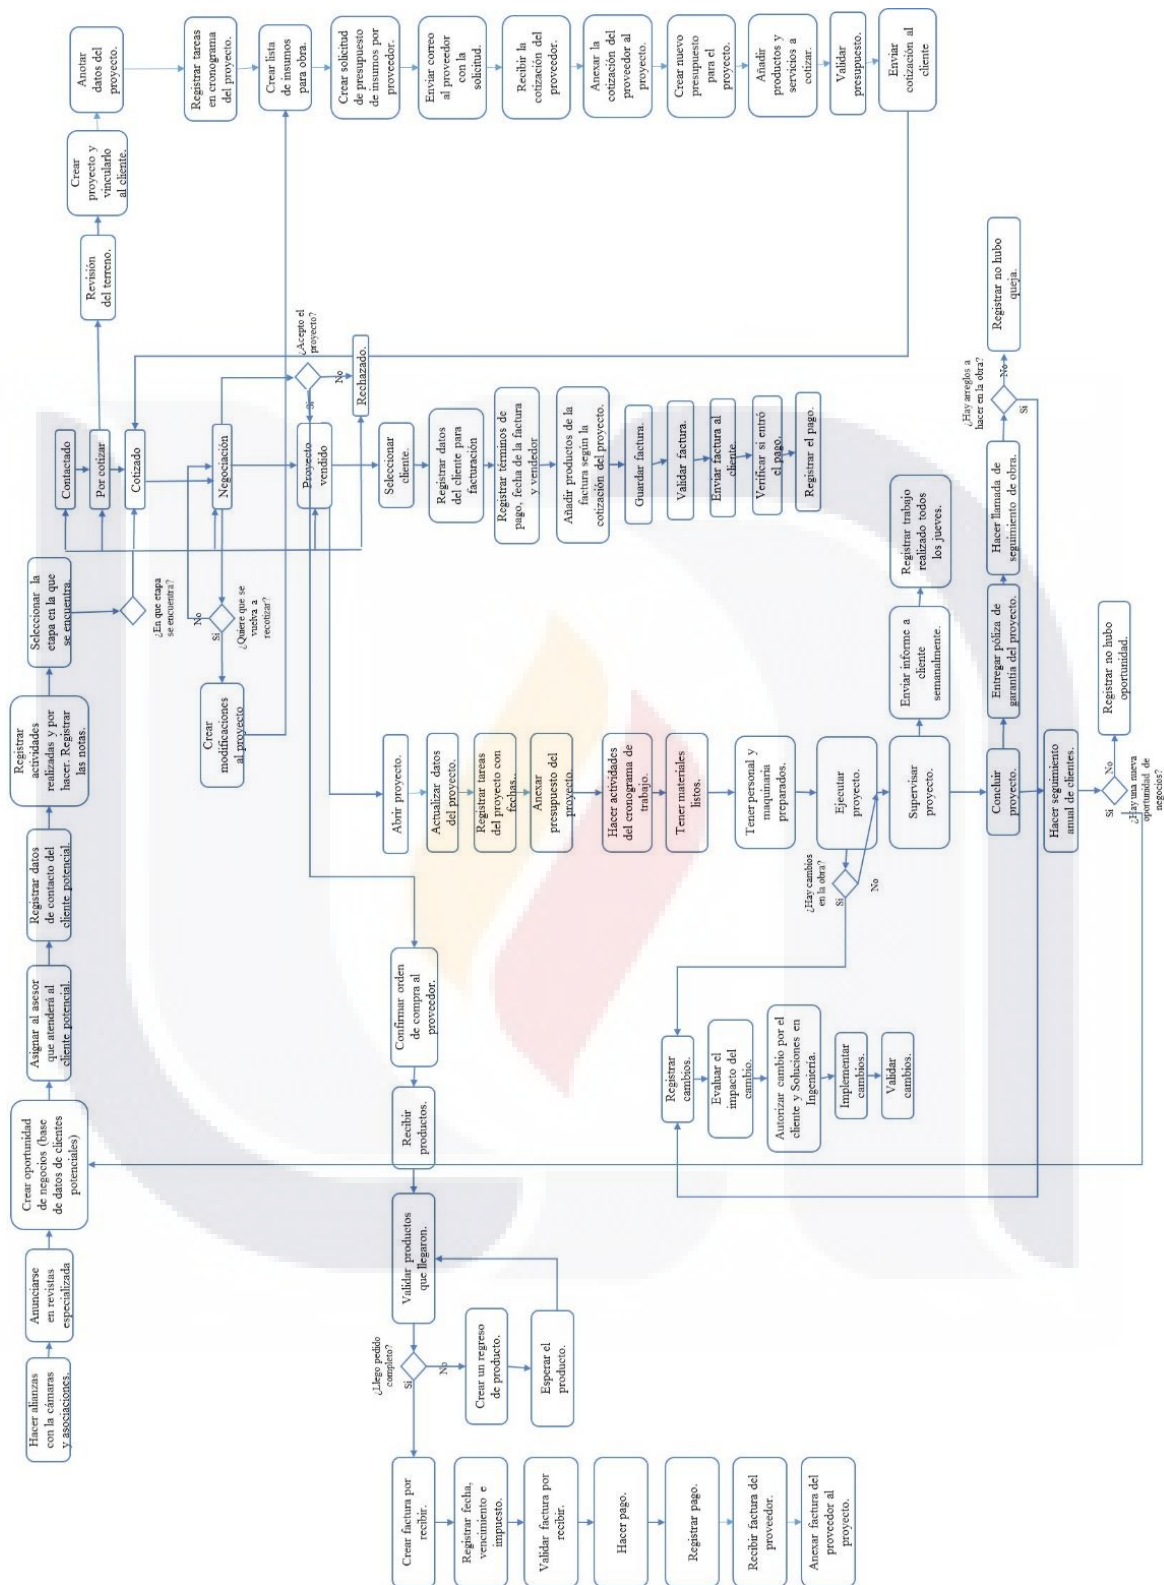 Hacer alianzas
con la cámaras
y asociaciones.
Anunciarse
en revistas
especializada
Crear oportunidad
de negocios (base
de datos de clientes
potenciales)
Asignar al asesor
que atenderá al
cliente potencial.
Registrar datos
de contacto del
cliente potencial.
Registrar
actividades
realizadas y por
hacer. Registrar
las notas.
Seleccionar la
etapa en la que
se encuentra.
¿En que etapa
se encuentra?
Contactado
Por cotizar
Cotizado
Negociación
Proyecto
vendido
Rechazado.
¿Acepto el
proyecto?
Si
No
¿Quiere que se
vuelva a
recotizar?
No
Si
Crear
modificaciones
al proyecto
Revisión
del terreno.
Crear
proyecto y
vincularlo
al cliente.
Anotar
datos del
proyecto.
Registrar tareas
en cronograma
del proyecto.
Crear lista
de insumos
para obra.
Crear solicitud
de presupuesto
de insumos por
proveedor.
Enviar correo
al proveedor
con la
solicitud.
Recibir la
cotización del
proveedor.
Anexar la
cotización del
proveedor al
proyecto.
Crear nuevo
presupuesto
para el
proyecto.
Añadir
productos y
servicios a
cotizar.
Validar
presupuesto.
Enviar
cotización al
cliente
Seleccionar
cliente.
Registrar datos
del cliente para
facturación
Registrar términos de
pago, fecha de la factura
y vendedor
Añadir productos de la
factura según la
cotización del proyecto.
Guardar factura.
Validar factura.
Enviar factura al
cliente.
Verificar si entró
el pago.
Registrar el pago.
Abrir proyecto.
Actualizar datos
del proyecto.
Registrar tareas
del proyecto con
fechas...
Anexar
presupuesto del
proyecto.
Hacer actividades
del cronograma de
trabajo.
Tener materiales
listos.
Tener personal y
maquinaria
preparados.
Ejecutar
proyecto.
¿Hay cambios
en la obra?
Si
No
Supervisar
proyecto.
Enviar informe a
cliente
semanalmente.
Registrar trabajo
realizado todos
los jueves.
Concluir
proyecto.
Entregar póliza de
garantía del proyecto.
Hacer llamada de
seguimiento de obra.
¿Hay arreglos a
hacer en la obra?
No
Si
Registrar no hubo
queja.
Hacer seguimiento
anual de clientes.
Si
No
¿Hay una nueva
oportunidad de
negocios?
Registrar no hubo
oportunidad.
Registrar
cambios.
Evaluar el
impacto del
cambio.
Autorizar cambio por el
cliente y Soluciones en
Ingeniería.
Implementar
cambios.
Validar
cambios.
Confirmar orden
de compra al
proveedor.
Recibir
productos.
Validar productos
que llegaron.
¿Llego pedido
completo?
Si
No
Crear un regreso
de producto.
Esperar el
producto.
Crear factura por
recibir.
Registrar fecha,
vencimiento e
impuesto.
Validar factura por
recibir.
Hacer pago.
Registrar pago.
Recibir factura del
proveedor.
Anexar factura del
proveedor al
proyecto.